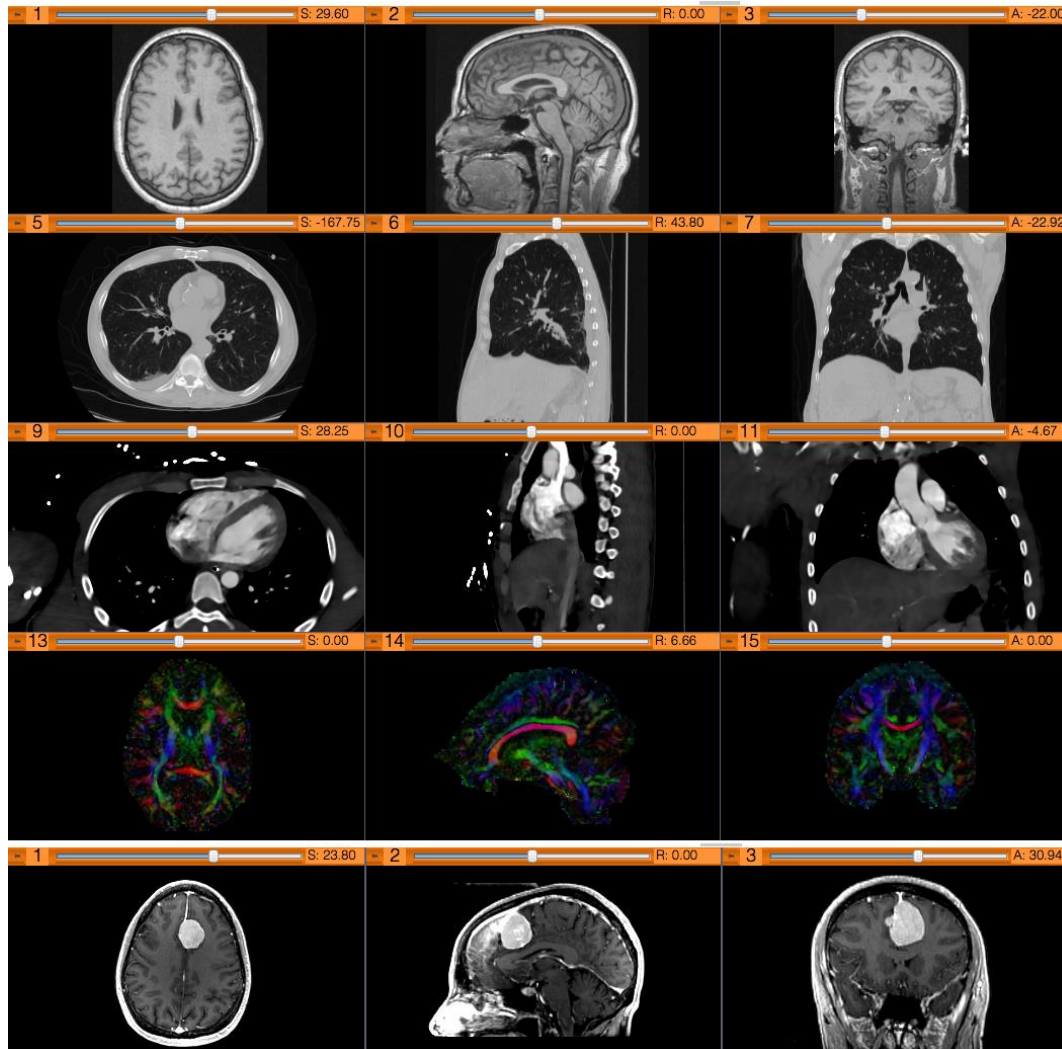 1 S: 29.60 2 R: 0.00 3 A: -22.00
5 S: -167.75 6 R: 43.80 7 A: -22.92
9 S: 28.25 10 R: 0.00 11 A: -4.67
13 S: 0.00 14 R: 6.66 15 A: 0.00
1 S: 23.80 2 R: 0.00 3 A: 30.94